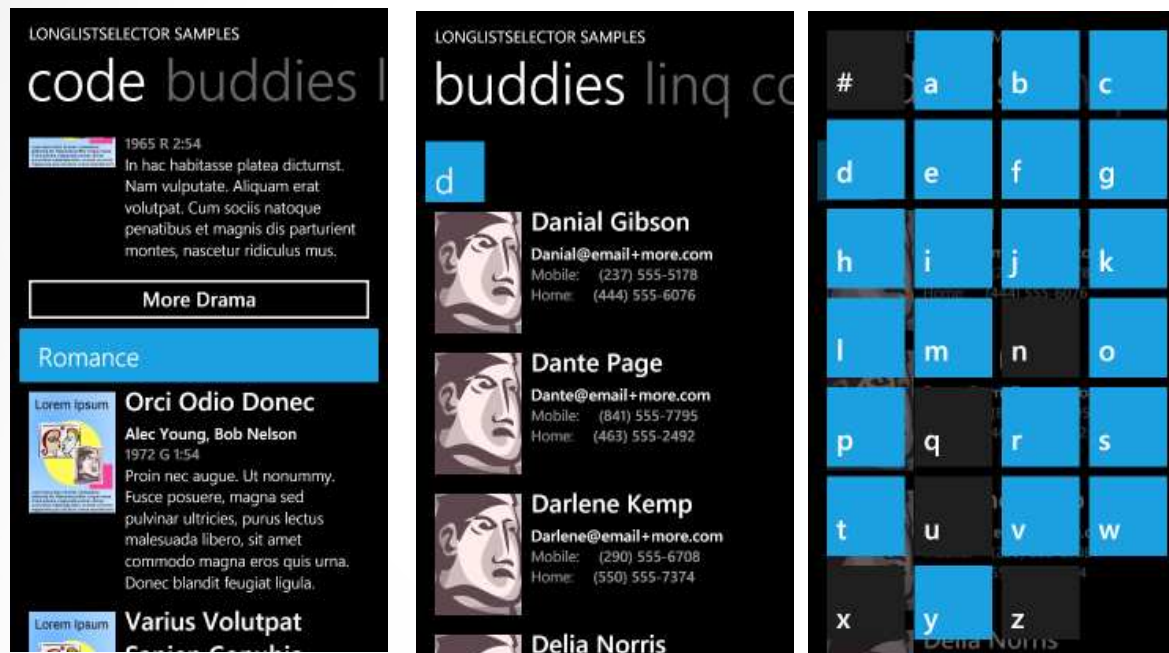 LONGLISTSELECTOR SAMPLES
code buddies l
1965 R 2:54
In hac habitasse platea dictumst.
Nam vulputate. Aliquam erat
volutpat. Cum sociis natoque
penatibus et magnis dis parturient
montes, nascetur ridiculus mus.
More Drama
Romance
Lorem Ipsum
Orci Odio Donec
Alec Young, Bob Nelson
1972 G 1:54
Proin nec augue. Ut nonummy.
Fusce posuere, magna sed
pulvinar ultricies, purus lectus
malesuada libero, sit amet
commodo magna eros quis urna.
Donec blandit feugiat ligula.
Lorem Ipsum
Varius Volutpat
LONGLISTSELECTOR SAMPLES
buddies linq co
d
Danial Gibson
Danial@email+more.com
Mobile: (237) 555-5178
Home: (444) 555-6076
Dante Page
Dante@email+more.com
Mobile: (841) 555-7795
Home: (463) 555-2492
Darlene Kemp
Darlene@email+more.com
Mobile: (290) 555-6708
Home: (550) 555-7374
Delia Norris
# a b c
d e f g
h i j k
l m n o
p q r s
t u v w
x y z
Delia Norris